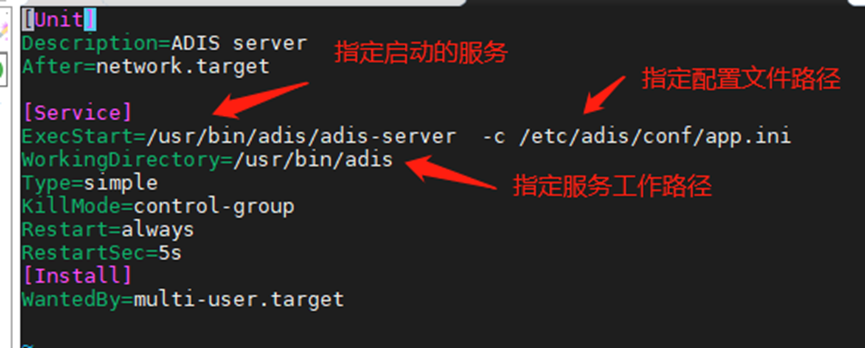 [Unit]
Description=ADIS server
指定启动的服务
After=network.target
指定配置文件路径
[Service]
ExecStart=/usr/bin/adis/adis-server  -c /etc/adis/conf/app.ini
WorkingDirectory=/usr/bin/adis
指定服务工作路径
Type=simple
KillMode=control-group
Restart=always
RestartSec=5s
[Install]
WantedBy=multi-user.target
~